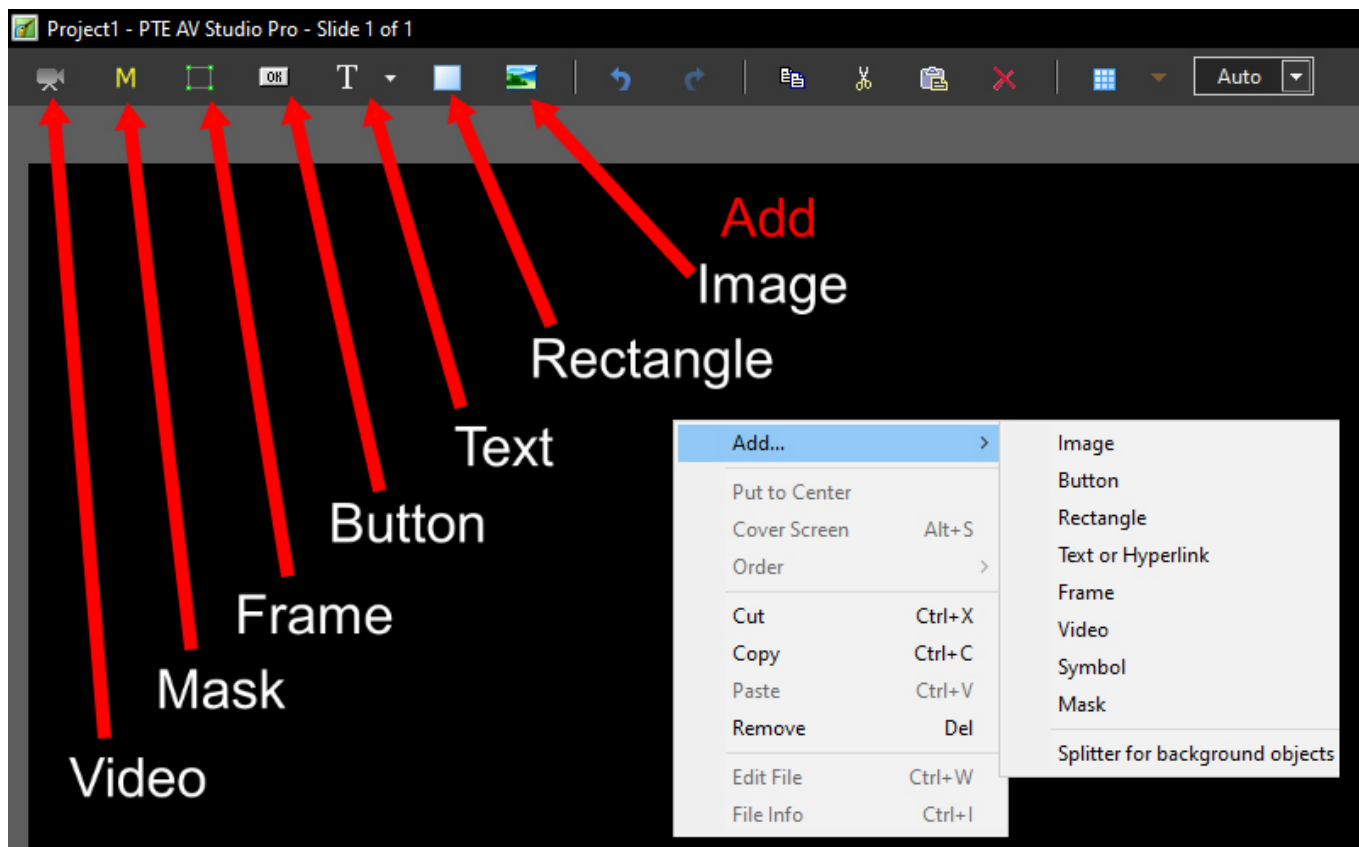 Project1 - PTE AV Studio Pro - Slide 1 of 1
M
OK
T
Auto
Add
Image
Rectangle
Text
Button
Frame
Mask
Video
Add... >
Put to Center
Cover Screen Alt+S
Order >
Cut Ctrl+X
Copy Ctrl+C
Paste Ctrl+V
Remove Del
Edit File Ctrl+W
File Info Ctrl+I
Image
Button
Rectangle
Text or Hyperlink
Frame
Video
Symbol
Mask
Splitter for background objects